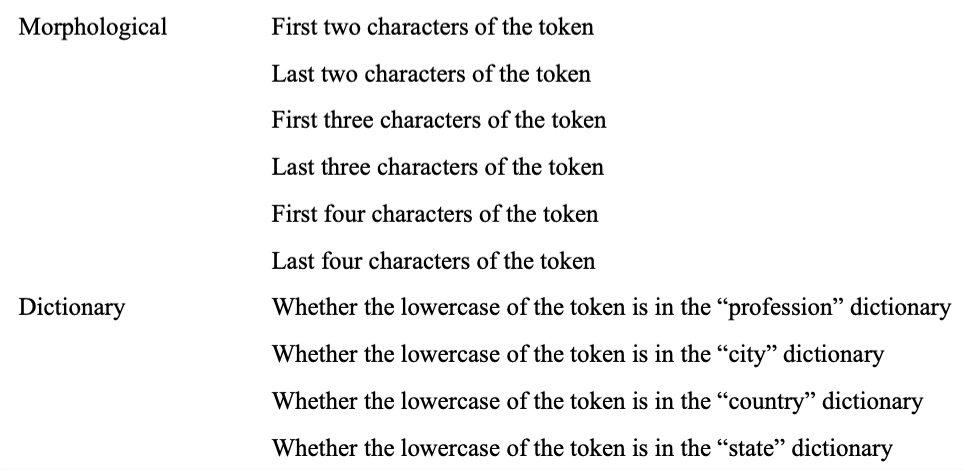 Morphological First two characters of the token
Last two characters of the token
First three characters of the token
Last three characters of the token
First four characters of the token
Last four characters of the token
Dictionary Whether the lowercase of the token is in the “profession” dictionary
Whether the lowercase of the token is in the “city” dictionary
Whether the lowercase of the token is in the “country” dictionary
Whether the lowercase of the token is in the “state” dictionary